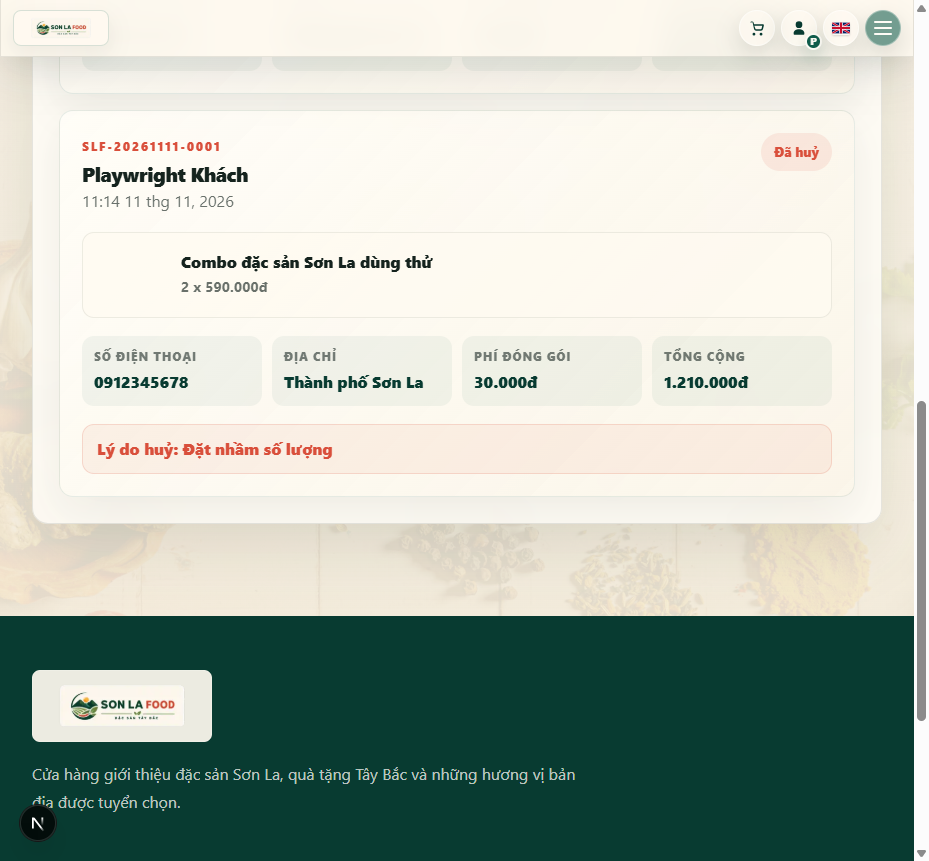 SON LA FOOD
P
SLF-20261111-0001
Đã huỷ
Playwright Khách
11:14 11 thg 11, 2026
Combo đặc sản Sơn La dùng thử
2 x 590.000đ
SỐ ĐIỆN THOẠI
0912345678
ĐỊA CHỈ
Thành phố Sơn La
PHÍ ĐÓNG GÓI
30.000đ
TỔNG CỘNG
1.210.000đ
Lý do huỷ: Đặt nhầm số lượng
SON LA FOOD
ĐẶC SẢN TÂY BẮC
Cửa hàng giới thiệu đặc sản Sơn La, quà tặng Tây Bắc và những hương vị bản
địa được tuyển chọn.
N